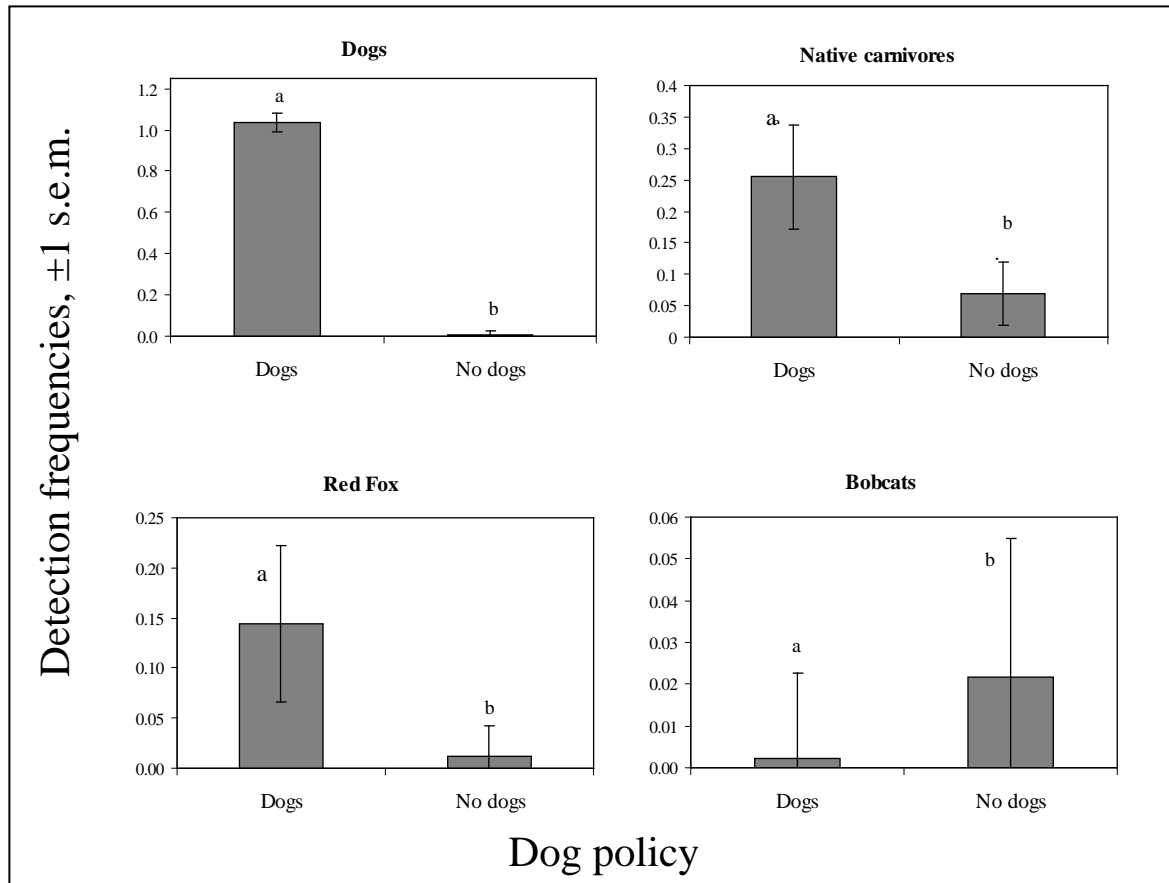 Detection frequencies, ±1 s.e.m.
Dogs
1.2
1.0
0.8
0.6
0.4
0.2
0.0
a
b
Dogs No dogs
Native carnivores
0.4
0.35
0.3
0.25
0.2
0.15
0.1
0.05
0
a
b
Dogs No dogs
Red Fox
0.25
0.20
0.15
0.10
0.05
0.00
a
b
Dogs No dogs
Bobcats
0.06
0.05
0.04
0.03
0.02
0.01
0.00
a
b
Dogs No dogs
Dog policy